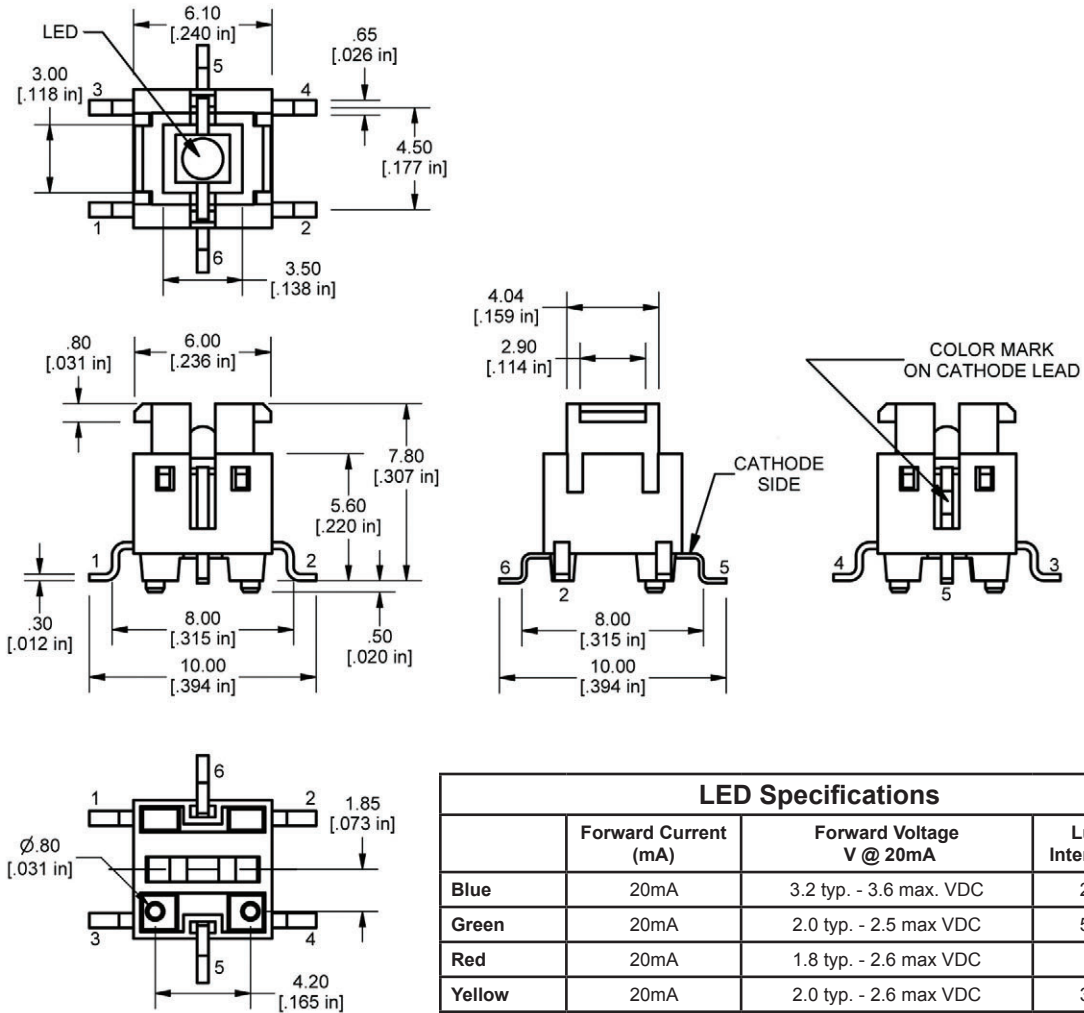 6.10
[.240 in]
LED
.65
[.026 in]
5
3.00
[.118 in]
3
4
4.50
[.177 in]
1
2
6
3.50
[.138 in]
.80
[.031 in]
6.00
[.236 in]
7.80
[.307 in]
5.60
[.220 in]
1
2
.30
[.012 in]
8.00
[.315 in]
.50
[.020 in]
10.00
[.394 in]
4.04
[.159 in]
2.90
[.114 in]
CATHODE
SIDE
6
5
2
8.00
[.315 in]
10.00
[.394 in]
COLOR MARK
ON CATHODE LEAD
4
3
5
6
1
2
1.85
[.073 in]
Ø.80
[.031 in]
3
4
5
4.20
[.165 in]
LED Specifications
Forward Current
(mA)
Forward Voltage
V @ 20mA
Blue 20mA 3.2 typ. - 3.6 max. VDC
Green 20mA 2.0 typ. - 2.5 max VDC
Red 20mA 1.8 typ. - 2.6 max VDC
Yellow 20mA 2.0 typ. - 2.6 max VDC